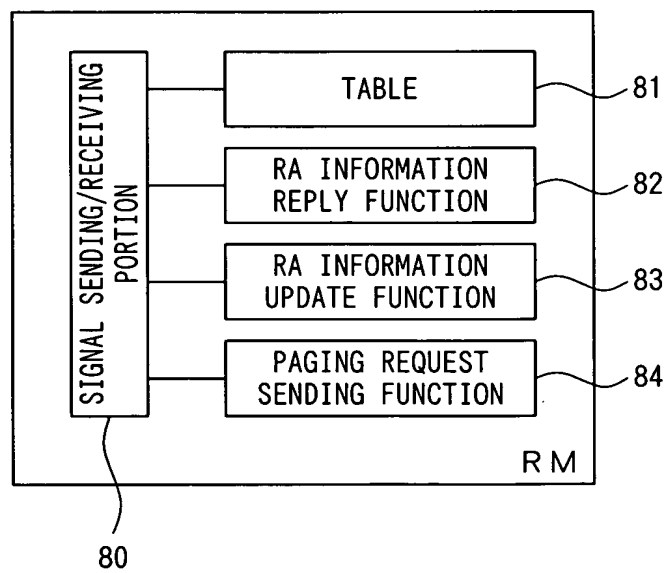 SIGNAL SENDING/RECEIVING
PORTION
TABLE
81
RA INFORMATION
REPLY FUNCTION
82
RA INFORMATION
UPDATE FUNCTION
83
PAGING REQUEST
SENDING FUNCTION
84
RM
80